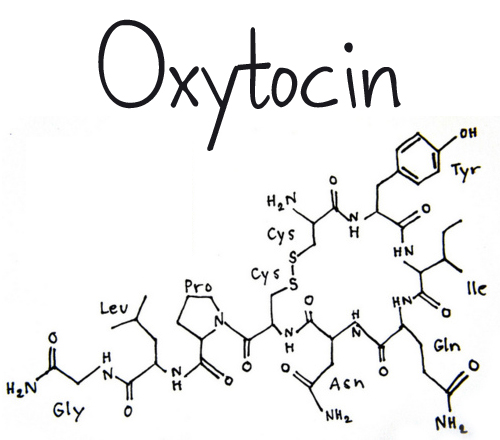 Oxytocin
OH
Tyr
H₂N
O
N
H
O
Cys
HN
S
Cys
S
Ile
Pro
O
HN
O
Leu
N
H
N
O
N
H
O
Gln
O
H
N
O
N
H
O
O
Asn
O
H₂N
Gly
O
NH₂
NH₂